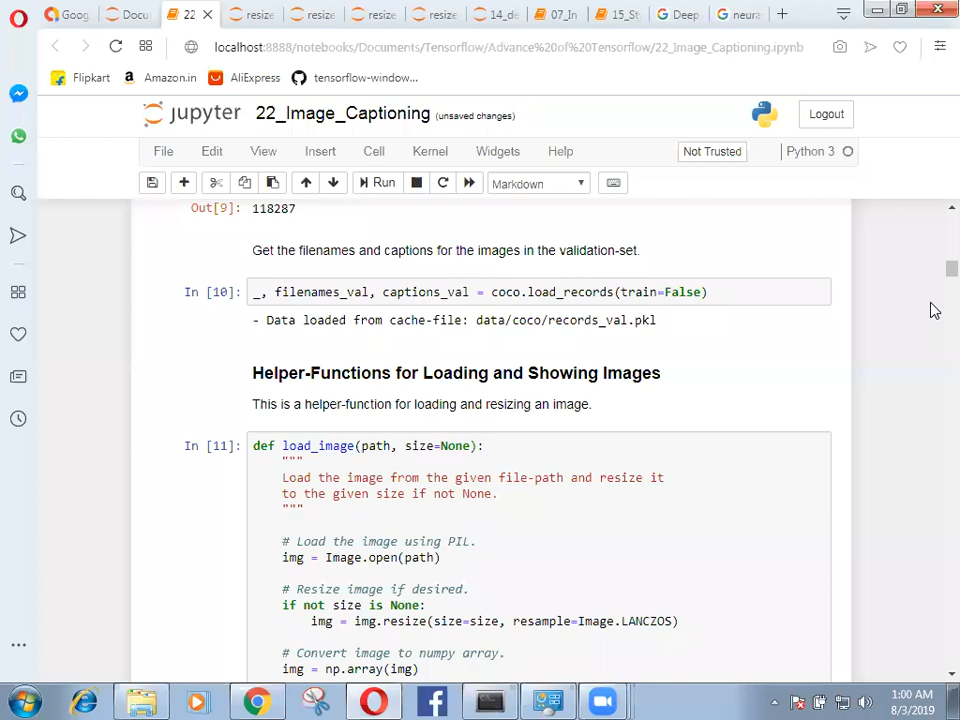 Goog
Docu
22
resize
resize
resize
resize
14_de
07_In
15_Sty
Deep
neura
localhost:8888/notebooks/Documents/Tensorflow/Advance%20of%20Tensorflow/22_Image_Captioning.ipynb
Flipkart
Amazon.in
AliExpress
tensorflow-window...
jupyter 22_Image_Captioning (unsaved changes)
Logout
File Edit View Insert Cell Kernel Widgets Help
Not Trusted
Python 3
Run
Markdown
Out[9]: 118287
Get the filenames and captions for the images in the validation-set.
In [10]: _, filenames_val, captions_val = coco.load_records(train=False)
- Data loaded from cache-file: data/coco/records_val.pkl
Helper-Functions for Loading and Showing Images
This is a helper-function for loading and resizing an image.
In [11]: def load_image(path, size=None):
"""
Load the image from the given file-path and resize it
to the given size if not None.
"""
# Load the image using PIL.
img = Image.open(path)
# Resize image if desired.
if not size is None:
img = img.resize(size=size, resample=Image.LANCZOS)
# Convert image to numpy array.
img = np.array(img)
1:00 AM
8/3/2019